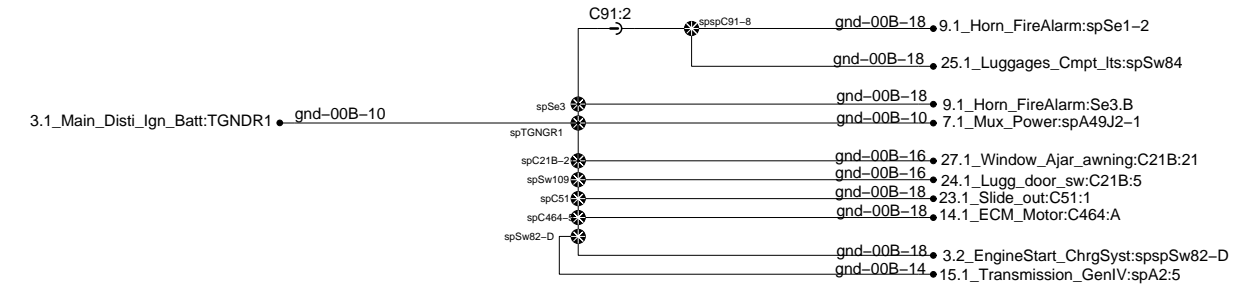 C91:2
spspC91−8
gnd−00B−18 9.1_Horn_FireAlarm:spSe1−2
gnd−00B−18 25.1_Luggages_Cmpt_lts:spSw84
spSe3 gnd−00B−18 9.1_Horn_FireAlarm:Se3.B
3.1_Main_Disti_Ign_Batt:TGNDR1 gnd−00B−10 spTGNGR1 gnd−00B−10 7.1_Mux_Power:spA49J2−1
spC21B−2 gnd−00B−16 27.1_Window_Ajar_awning:C21B:21
spSw109 gnd−00B−16 24.1_Lugg_door_sw:C21B:5
spC51 gnd−00B−18 23.1_Slide_out:C51:1
spC464−5 gnd−00B−18 14.1_ECM_Motor:C464:A
spSw82−D
gnd−00B−18 3.2_EngineStart_ChrgSyst:spspSw82−D
gnd−00B−14 15.1_Transmission_GenIV:spA2:5